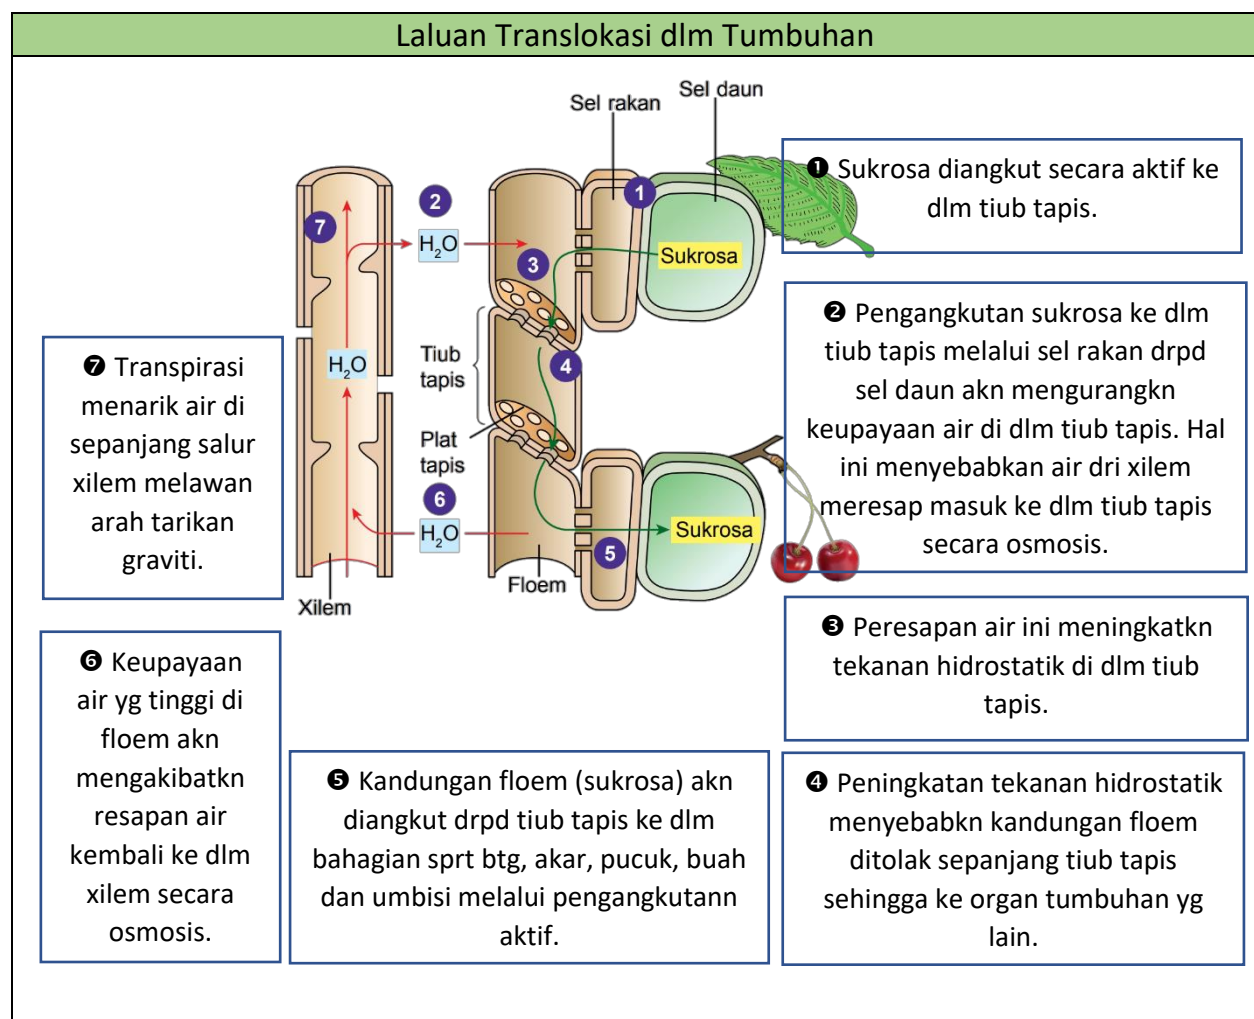 Laluan Translokasi dlm Tumbuhan
Sel rakan
Sel daun
❶ Sukrosa diangkut secara aktif ke
dlm tiub tapis.
1
2
7
H₂O
3
Sukrosa
❷ Pengangkutan sukrosa ke dlm
tiub tapis melalui sel rakan drpd
sel daun akn mengurangkn
keupayaan air di dlm tiub tapis. Hal
ini menyebabkan air dri xilem
meresap masuk ke dlm tiub tapis
secara osmosis.
❼ Transpirasi
menarik air di
sepanjang salur
xilem melawan
arah tarikan
graviti.
H₂O
Tiub
tapis
4
Plat
tapis
6
H₂O
Sukrosa
5
Floem
Xilem
❸ Peresapan air ini meningkatkn
tekanan hidrostatik di dlm tiub
tapis.
❻ Keupayaan
air yg tinggi di
floem akn
mengakibatkn
resapan air
kembali ke dlm
xilem secara
osmosis.
❺ Kandungan floem (sukrosa) akn
diangkut drpd tiub tapis ke dlm
bahagian sprt btg, akar, pucuk, buah
dan umbisi melalui pengangkutann
aktif.
❹ Peningkatan tekanan hidrostatik
menyebabkn kandungan floem
ditolak sepanjang tiub tapis
sehingga ke organ tumbuhan yg
lain.